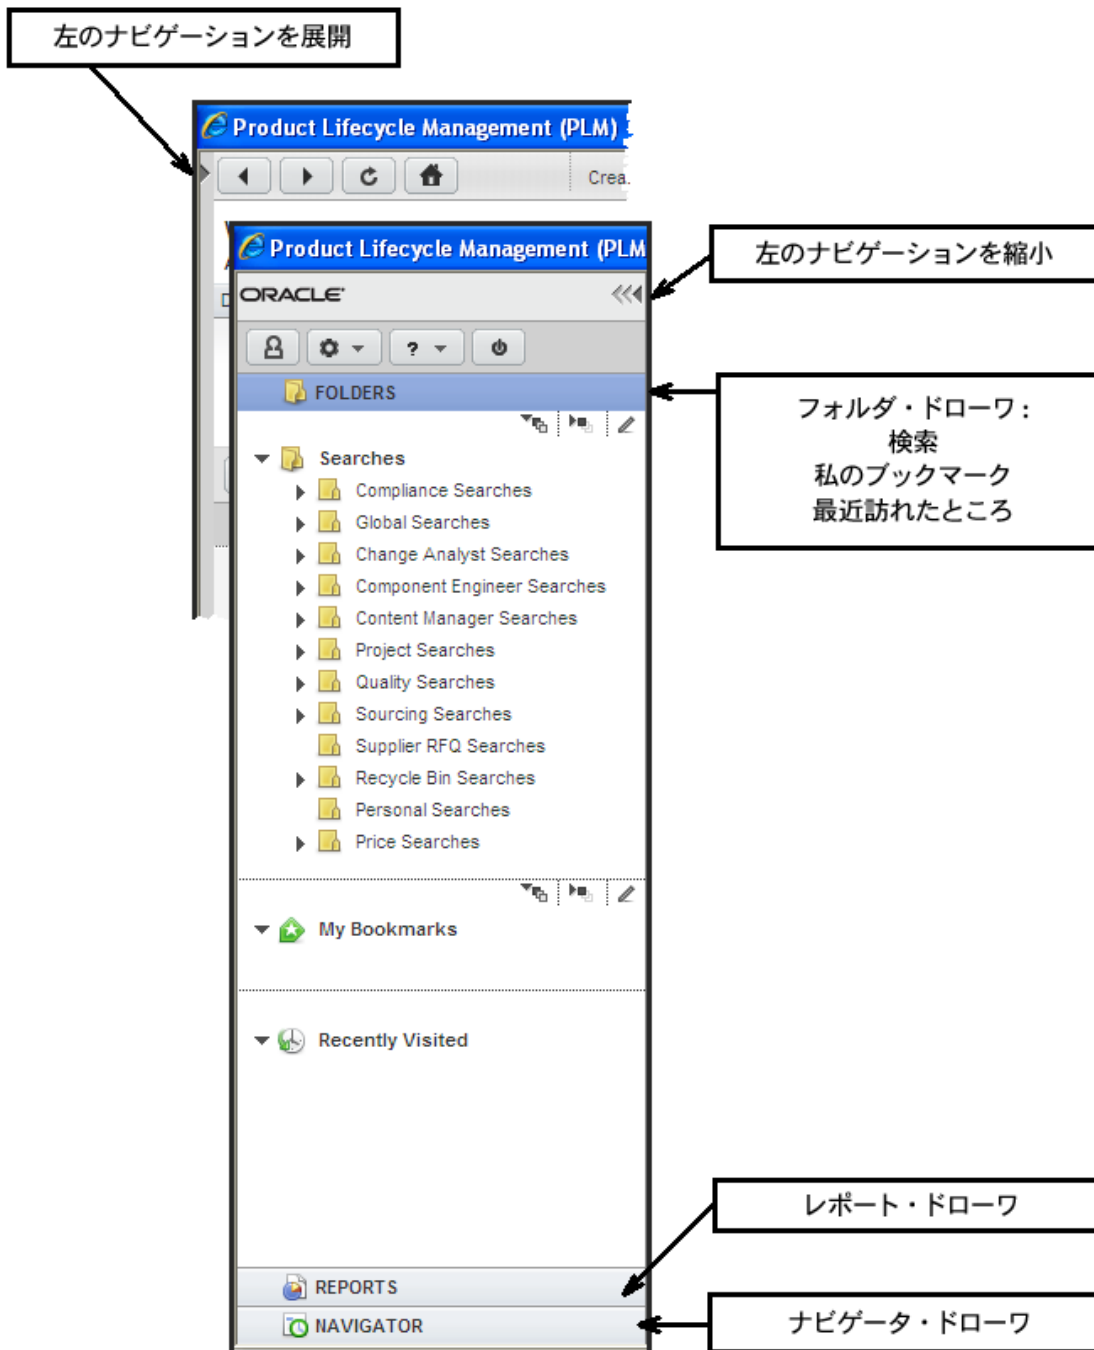 左のナビゲーションを展開
Product Lifecycle Management (PLM)
Crea.
左のナビゲーションを縮小
Product Lifecycle Management (PLM
ORACLE
フォルダ・ドローワ:
検索
私のブックマーク
最近訪れたところ
FOLDERS
Searches
Compliance Searches
Global Searches
Change Analyst Searches
Component Engineer Searches
Content Manager Searches
Project Searches
Quality Searches
Sourcing Searches
Supplier RFQ Searches
Recycle Bin Searches
Personal Searches
Price Searches
My Bookmarks
Recently Visited
レポート・ドローワ
REPORTS
ナビゲータ・ドローワ
NAVIGATOR